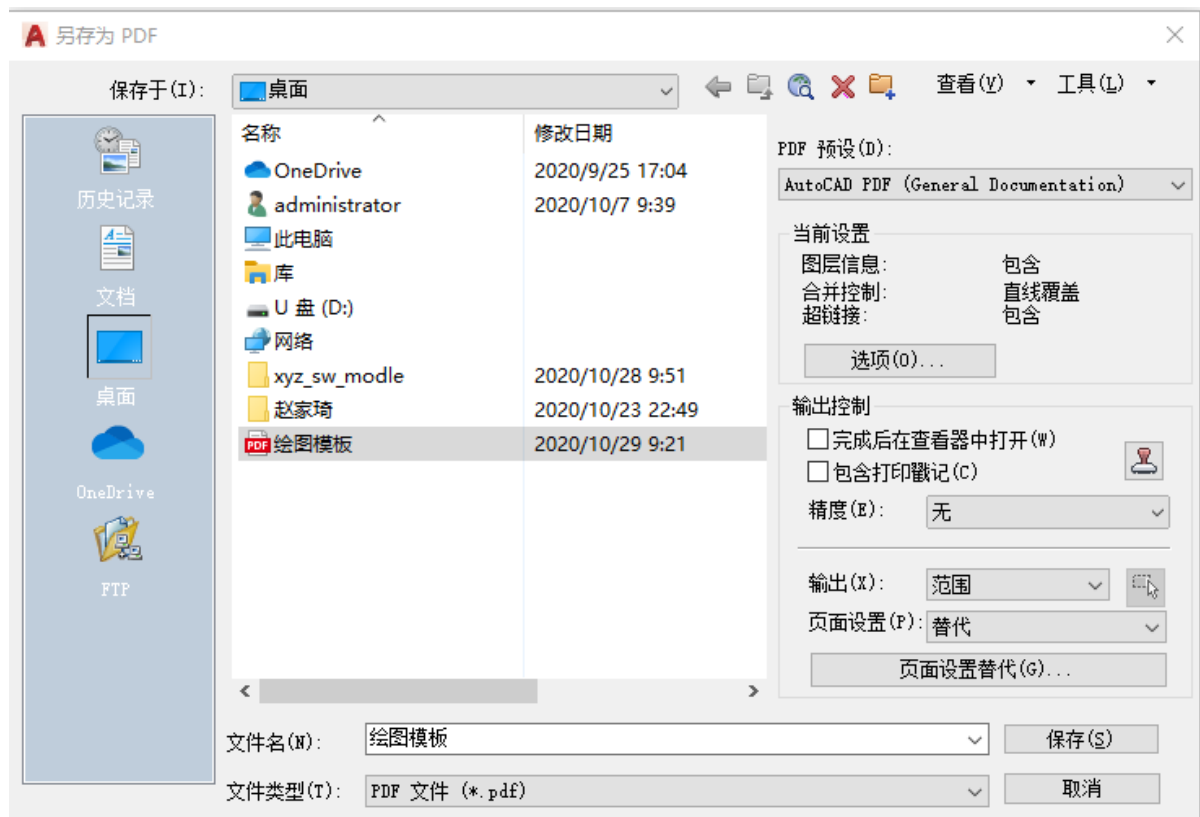 另存为 PDF
保存于(I):
桌面
查看(V)
工具(L)
历史记录
文档
桌面
OneDrive
FTP
名称 修改日期
OneDrive 2020/9/25 17:04
administrator 2020/10/7 9:39
此电脑
库
U 盘 (D:)
网络
xyz_sw_modle 2020/10/28 9:51
赵家琦 2020/10/23 22:49
PDF 绘图模板 2020/10/29 9:21
PDF 预设(D):
AutoCAD PDF (General Documentation)
当前设置
图层信息: 包含
合并控制: 直线覆盖
超链接: 包含
选项(O)...
输出控制
完成后在查看器中打开(W)
包含打印戳记(C)
精度(E): 无
输出(X): 范围
页面设置(P): 替代
页面设置替代(G)...
文件名(N): 绘图模板
保存(S)
文件类型(T): PDF 文件 (*.pdf)
取消